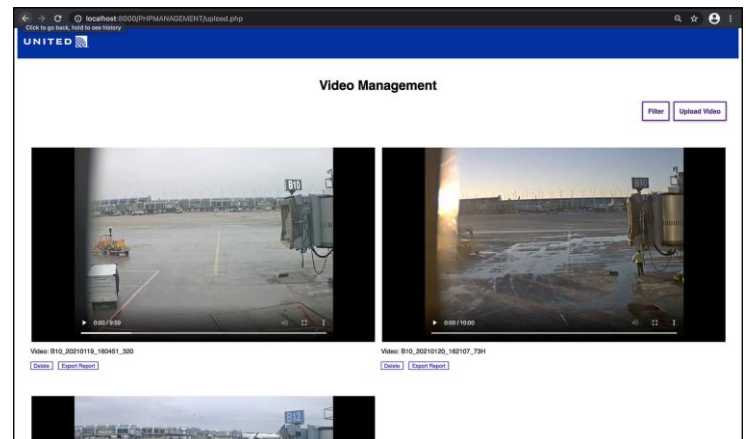 localhost:8000/PHPMANAGEMENT/upload.php
Click to go back, hold to see history
UNITED
Video Management
Filter
Upload Video
B10
B10
0:00 / 9:59
0:00 / 10:00
Video: B10_20210119_160451_320
Video: B10_20210120_162107_73H
Delete
Export Report
Delete
Export Report
B12